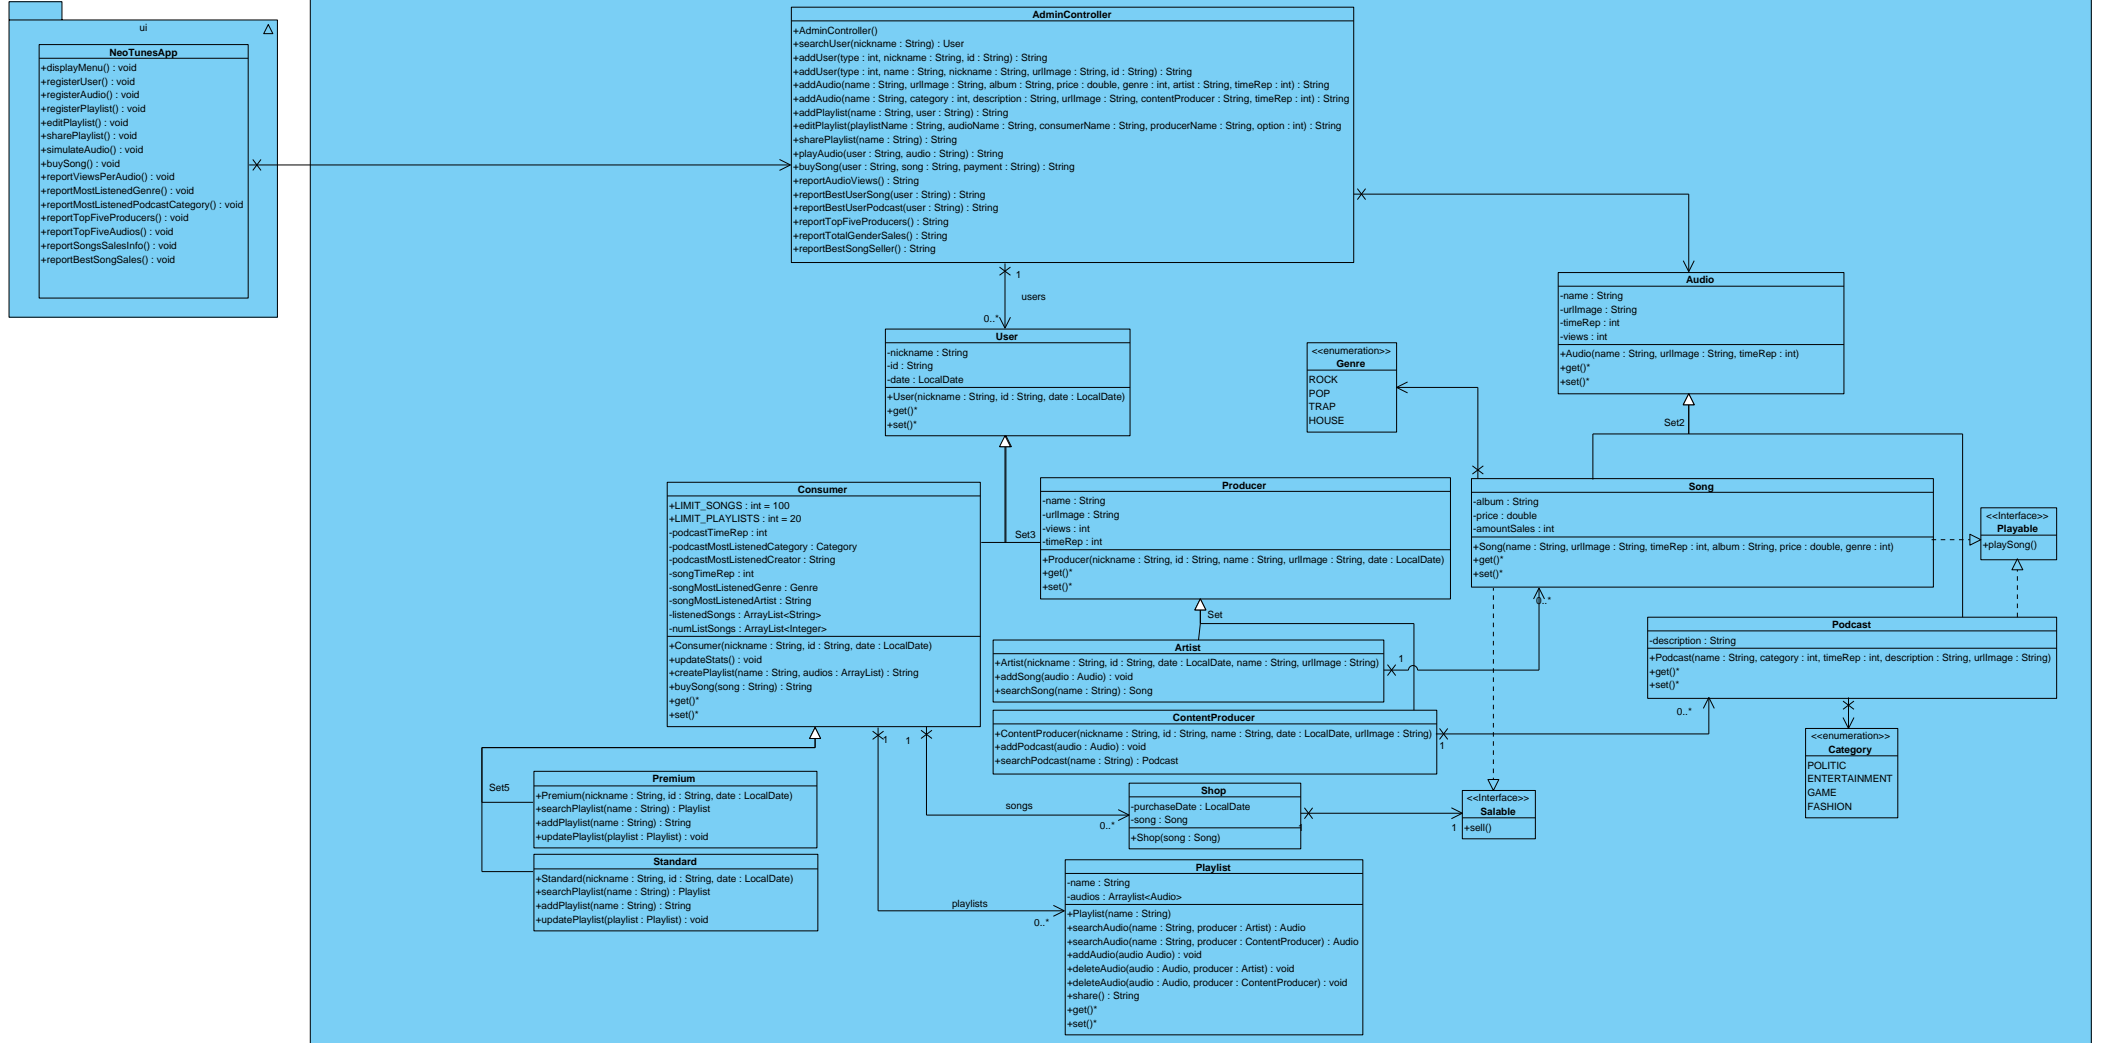 ui
NeoTunesApp
+displayMenu() : void
+registerUser() : void
+registerAudio() : void
+registerPlaylist() : void
+editPlaylist() : void
+sharePlaylist() : void
+simulateAudio() : void
+buySong() : void
+reportViewsPerAudio() : void
+reportMostListenedGenre() : void
+reportMostListenedPodcastCategory() : void
+reportTopFiveProducers() : void
+reportTopFiveAudios() : void
+reportSongsSalesInfo() : void
+reportBestSongSales() : void
AdminController
+AdminController()
+searchUser(nickname : String) : User
+addUser(type : int, nickname : String, id : String) : String
+addUser(type : int, name : String, nickname : String, urlImage : String, id : String) : String
+addAudio(name : String, urlImage : String, album : String, price : double, genre : int, artist : String, timeRep : int) : String
+addAudio(name : String, category : int, description : String, urlImage : String, contentProducer : String, timeRep : int) : String
+addPlaylist(name : String, user : String) : String
+editPlaylist(playlistName : String, audioName : String, consumerName : String, producerName : String, option : int) : String
+sharePlaylist(name : String) : String
+playAudio(user : String, audio : String) : String
+buySong(user : String, song : String, payment : String) : String
+reportAudioViews() : String
+reportBestUserSong(user : String) : String
+reportBestUserPodcast(user : String) : String
+reportTopFiveProducers() : String
+reportTotalGenderSales() : String
+reportBestSongSeller() : String
1
users
0..*
User
-nickname : String
-id : String
-date : LocalDate
+User(nickname : String, id : String, date : LocalDate)
+get()*
+set()*
<<enumeration>>
Genre
ROCK
POP
TRAP
HOUSE
Audio
-name : String
-urlImage : String
-timeRep : int
-views : int
+Audio(name : String, urlImage : String, timeRep : int)
+get()*
+set()*
Set2
Consumer
+LIMIT_SONGS : int = 100
+LIMIT_PLAYLISTS : int = 20
-podcastTimeRep : int
-podcastMostListenedCategory : Category
-podcastMostListenedCreator : String
-songTimeRep : int
-songMostListenedGenre : Genre
-songMostListenedArtist : String
-listenedSongs : ArrayList<String>
-numListSongs : ArrayList<Integer>
+Consumer(nickname : String, id : String, date : LocalDate)
+updateStats() : void
+createPlaylist(name : String, audios : ArrayList) : String
+buySong(song : String) : String
+get()*
+set()*
Set3
Producer
-name : String
-urlImage : String
-views : int
-timeRep : int
+Producer(nickname : String, id : String, name : String, urlImage : String, date : LocalDate)
+get()*
+set()*
Set
Song
-album : String
-price : double
-amountSales : int
+Song(name : String, urlImage : String, timeRep : int, album : String, price : double, genre : int)
+get()*
+set()*
0..*
<<Interface>>
Playable
+playSong()
Artist
+Artist(nickname : String, id : String, date : LocalDate, name : String, urlImage : String)
+addSong(audio : Audio) : void
+searchSong(name : String) : Song
1
Podcast
-description : String
+Podcast(name : String, category : int, timeRep : int, description : String, urlImage : String)
+get()*
+set()*
0..*
ContentProducer
+ContentProducer(nickname : String, id : String, name : String, date : LocalDate, urlImage : String)
+addPodcast(audio : Audio) : void
+searchPodcast(name : String) : Podcast
1
<<enumeration>>
Category
POLITIC
ENTERTAINMENT
GAME
FASHION
1
1
Set5
Premium
+Premium(nickname : String, id : String, date : LocalDate)
+searchPlaylist(name : String) : Playlist
+addPlaylist(name : String) : String
+updatePlaylist(playlist : Playlist) : void
songs
0..*
Shop
-purchaseDate : LocalDate
-song : Song
+Shop(song : Song)
1
1
<<Interface>>
Salable
+sell()
Standard
+Standard(nickname : String, id : String, date : LocalDate)
+searchPlaylist(name : String) : Playlist
+addPlaylist(name : String) : String
+updatePlaylist(playlist : Playlist) : void
playlists
0..*
Playlist
-name : String
-audios : Arraylist<Audio>
+Playlist(name : String)
+searchAudio(name : String, producer : Artist) : Audio
+searchAudio(name : String, producer : ContentProducer) : Audio
+addAudio(audio Audio) : void
+deleteAudio(audio : Audio, producer : Artist) : void
+deleteAudio(audio : Audio, producer : ContentProducer) : void
+share() : String
+get()*
+set()*